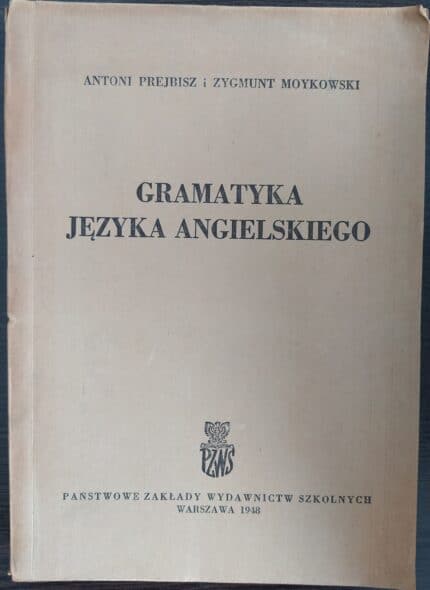 ANTONI PREJBISZ i ZYGMUNT MOYKOWSKI
GRAMATYKA
JĘZYKA ANGIELSKIEGO
PZWS
PAŃSTWOWE ZAKŁADY WYDAWNICTW SZKOLNYCH
WARSZAWA 1948